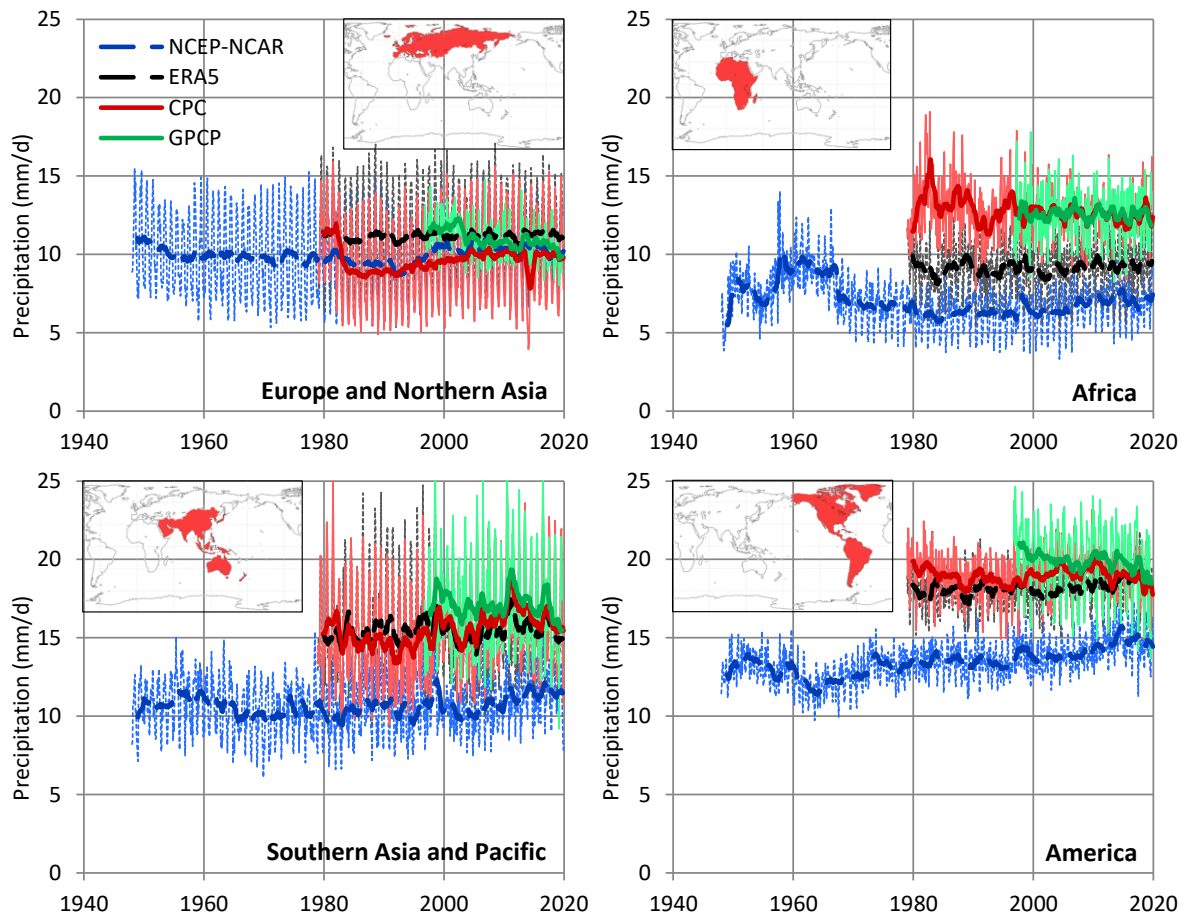 25
20
15
10
5
0
Precipitation (mm/d)
NCEP-NCAR
ERA5
CPC
GPCP
Europe and Northern Asia
1940 1960 1980 2000 2020
25
20
15
10
5
0
Precipitation (mm/d)
Africa
1940 1960 1980 2000 2020
25
20
15
10
5
0
Precipitation (mm/d)
Southern Asia and Pacific
1940 1960 1980 2000 2020
25
20
15
10
5
0
Precipitation (mm/d)
America
1940 1960 1980 2000 2020